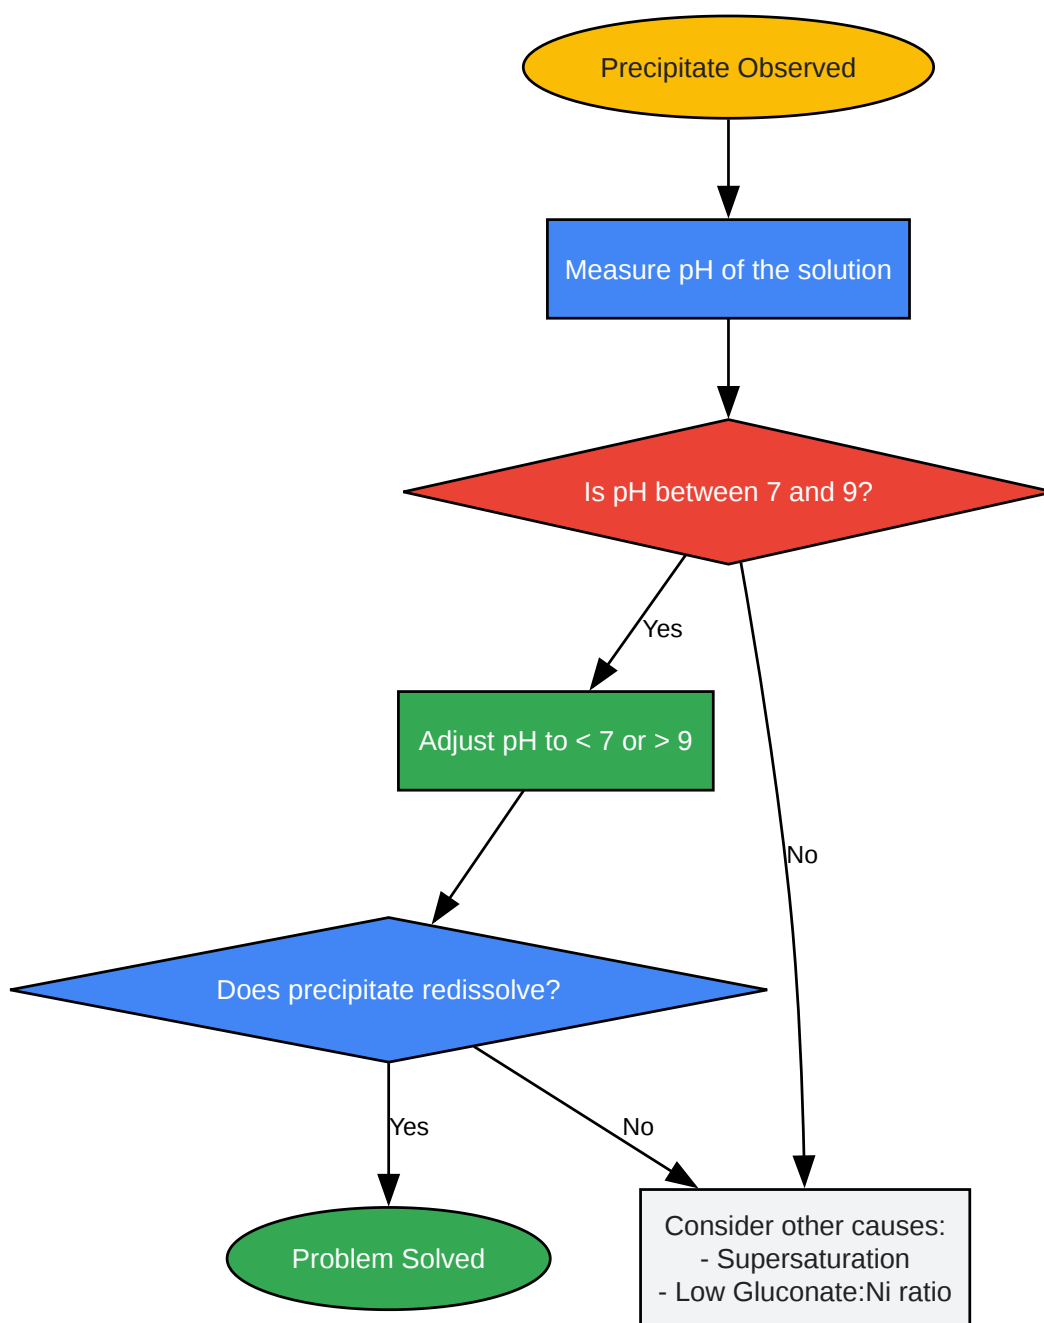 Precipitate Observed
Measure pH of the solution
Is pH between 7 and 9?
Yes
Adjust pH to < 7 or > 9
No
Does precipitate redissolve?
Yes
No
Problem Solved
Consider other causes:
- Supersaturation
- Low Gluconate:Ni ratio